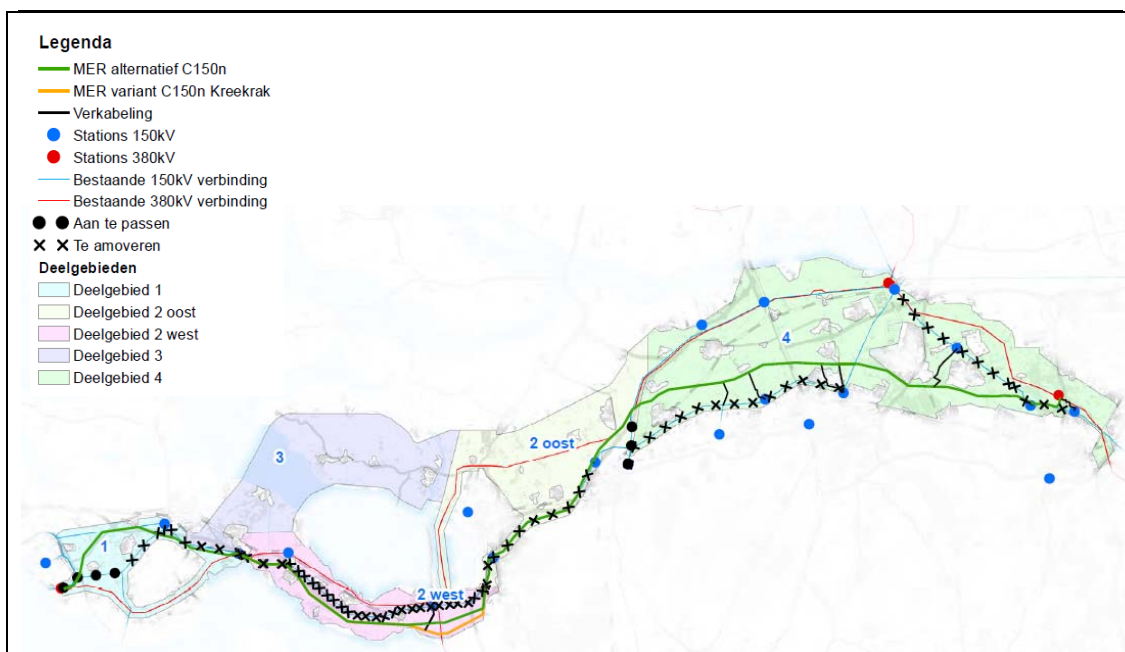 Legenda
MER alternatief C150n
MER variant C150n Kreekrak
Verkabeling
Stations 150kV
Stations 380kV
Bestaande 150kV verbinding
Bestaande 380kV verbinding
Aan te passen
Te amoveren
Deelgebieden
Deelgebied 1
Deelgebied 2 oost
Deelgebied 2 west
Deelgebied 3
Deelgebied 4
4
2 oost
3
1
2 west